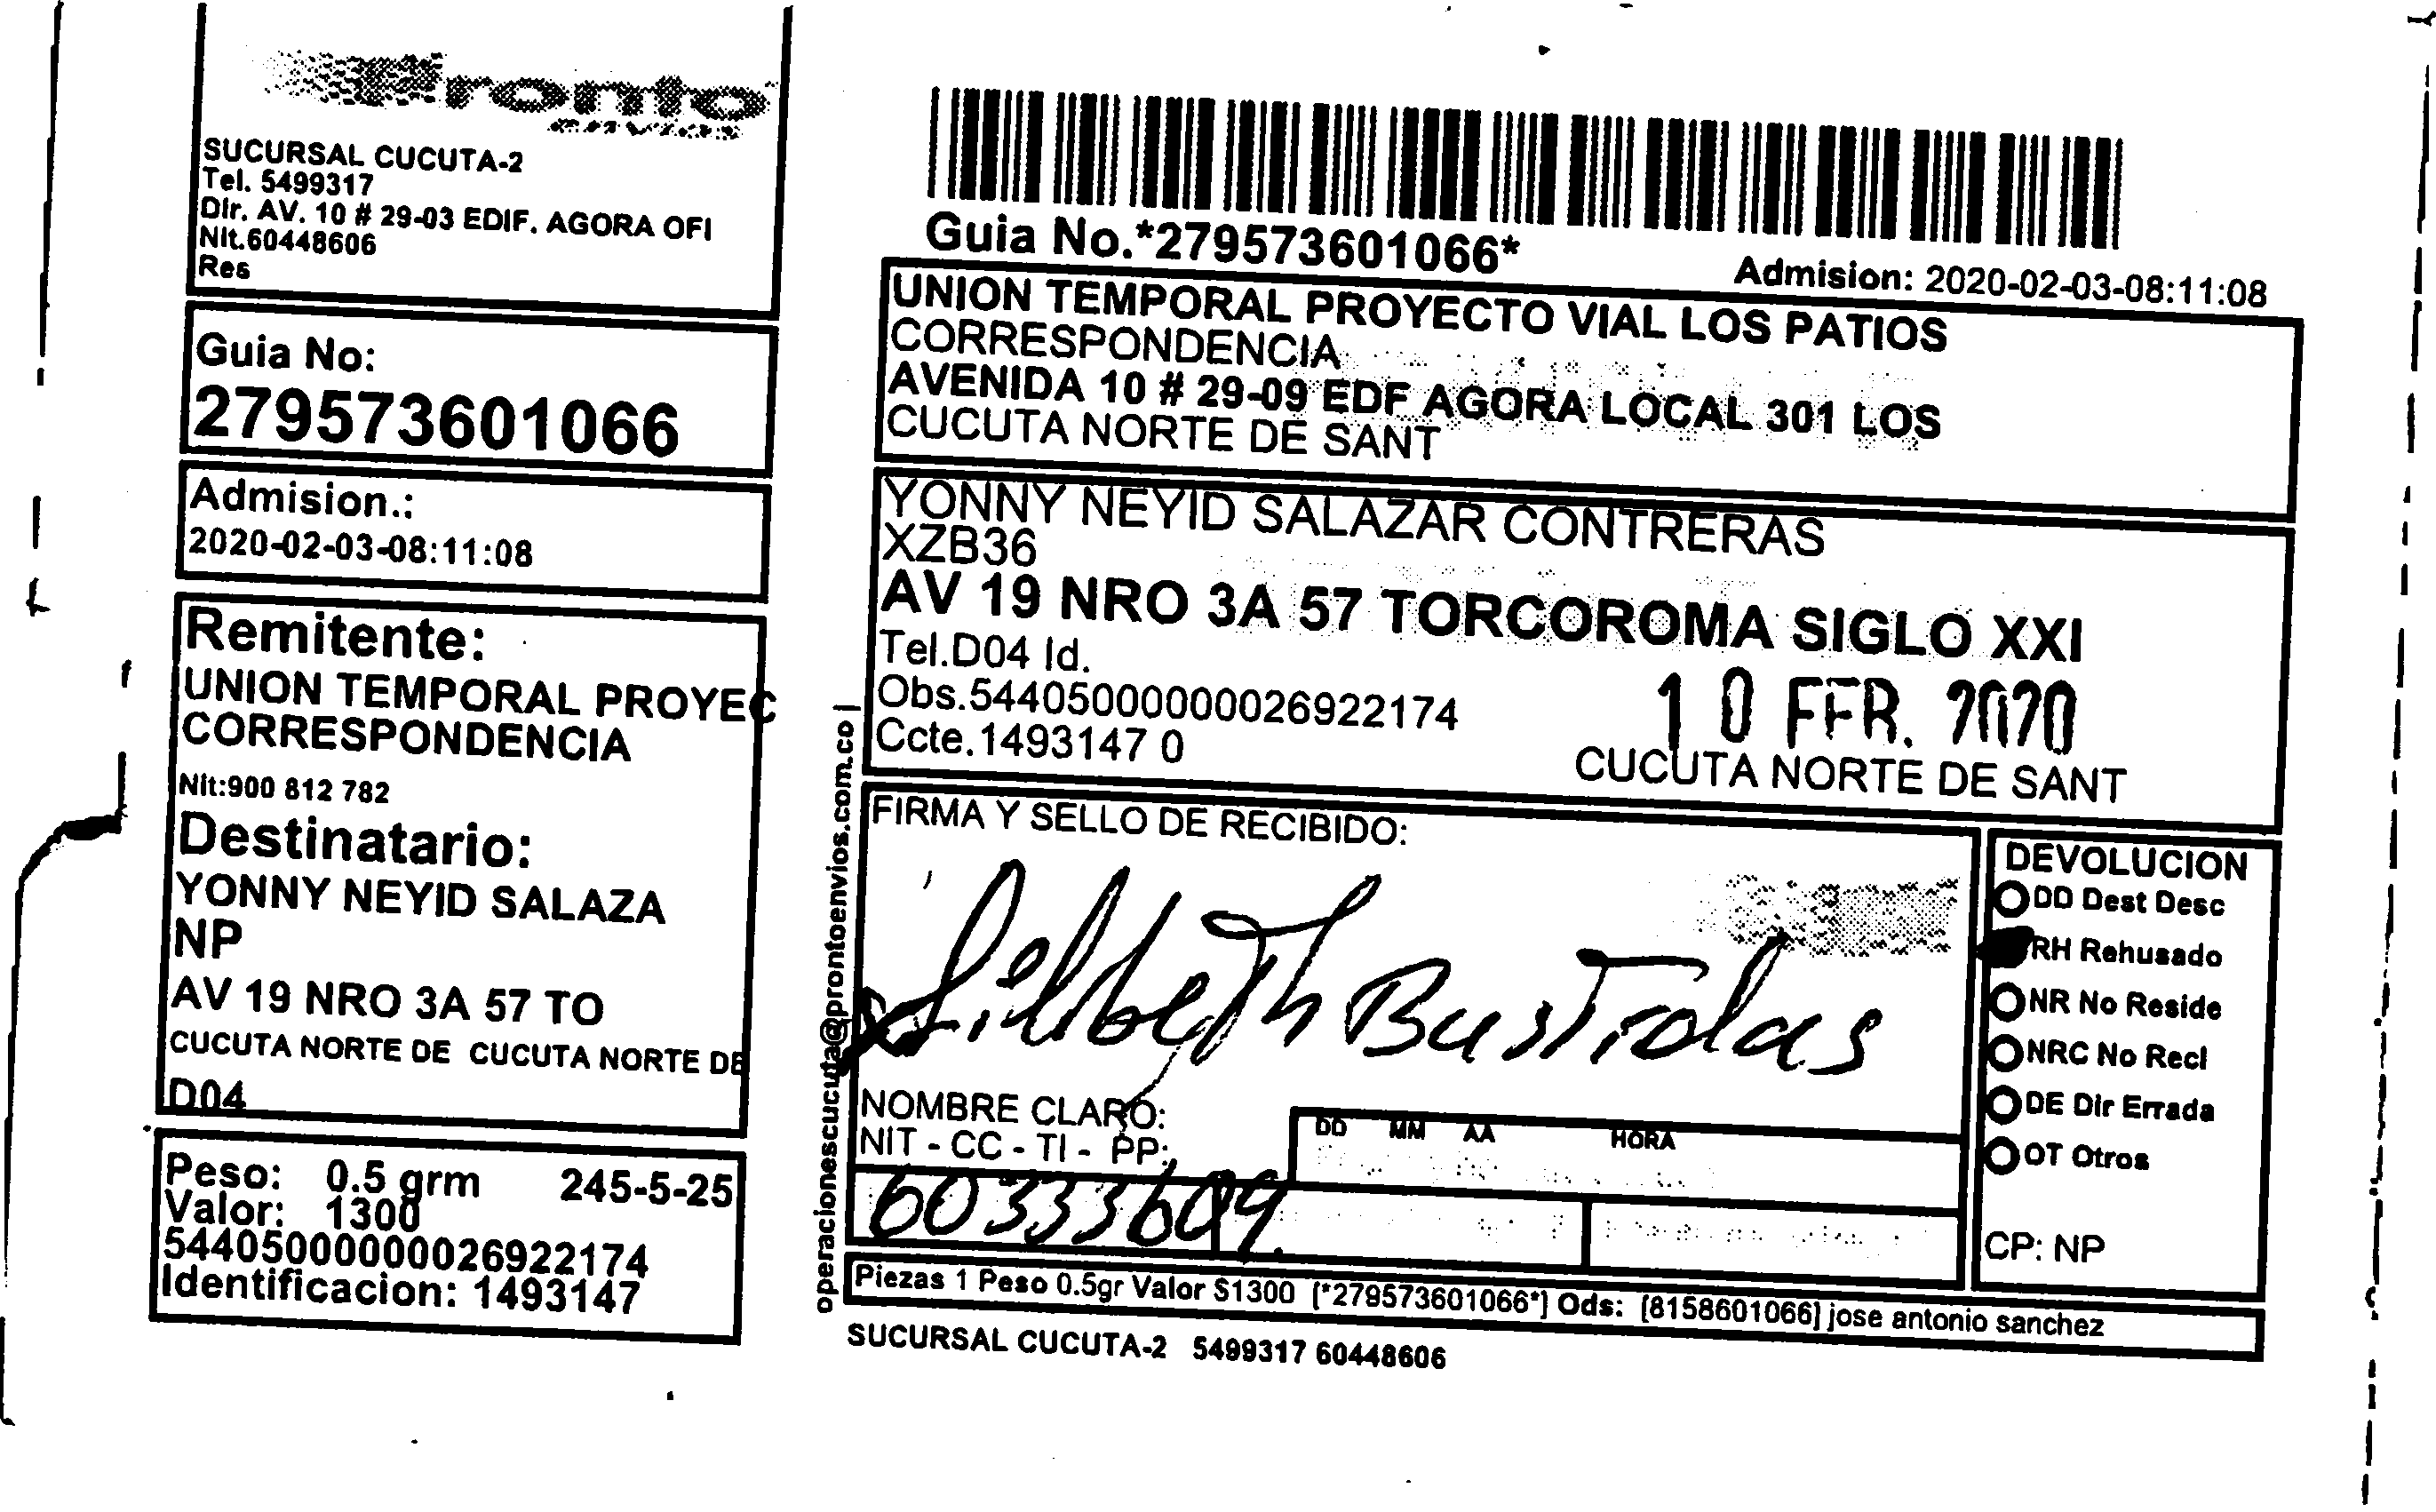 Pronto
envios
SUCURSAL CUCUTA-2
Tel. 5499317
Dir. AV. 10 # 29-03 EDIF. AGORA OFI
Nit.60448606
Res
Guia No:
279573601066
Admision.:
2020-02-03-08:11:08
Remitente:
UNION TEMPORAL PROYEC
CORRESPONDENCIA
Nit:900 812 782
Destinatario:
YONNY NEYID SALAZA
NP
AV 19 NRO 3A 57 TO
CUCUTA NORTE DE CUCUTA NORTE DE
D04
Peso: 0.5 grm 245-5-25
Valor: 1300
544050000000026922174
Identificacion: 1493147
operacionescucuta@prontoenvios.com.co |
Guia No.*279573601066*
Admision: 2020-02-03-08:11:08
UNION TEMPORAL PROYECTO VIAL LOS PATIOS
CORRESPONDENCIA
AVENIDA 10 # 29-09 EDF AGORA LOCAL 301 LOS
CUCUTA NORTE DE SANT
YONNY NEYID SALAZAR CONTRERAS
XZB36
AV 19 NRO 3A 57 TORCOROMA SIGLO XXI
Tel.D04 Id.
Obs.544050000000026922174
Ccte.1493147 0
10 FEB. 2020
CUCUTA NORTE DE SANT
FIRMA Y SELLO DE RECIBIDO:
NOMBRE CLARO:
NIT - CC - TI - PP:
60333609
DD MM AA HORA
DEVOLUCION
DD Dest Desc
RH Rehusado
NR No Reside
NRC No Recl
DE Dir Errada
OT Otros
CP: NP
Piezas 1 Peso 0.5gr Valor $1300 [*279573601066*] Ods: [8158601066] jose antonio sanchez
SUCURSAL CUCUTA-2 5499317 60448606